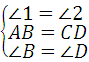 ∠1 = ∠2
AB = CD
∠B = ∠D